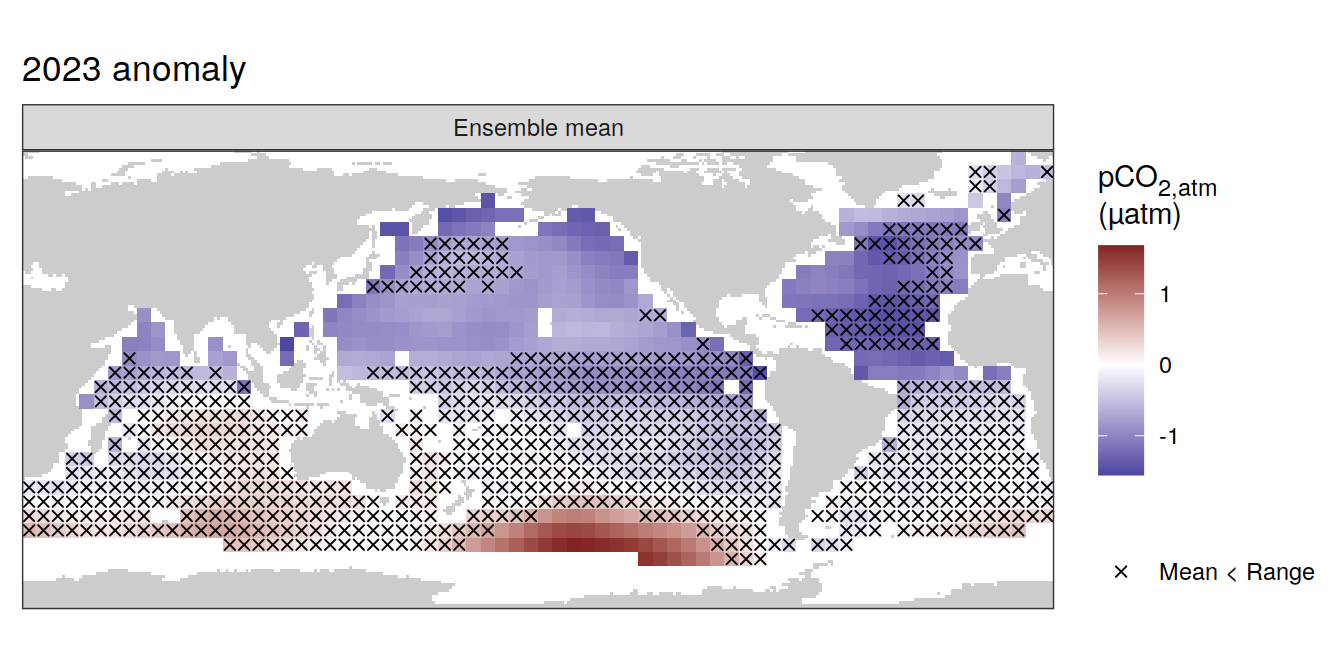 2023 anomaly
Ensemble mean
pCO2,atm
(µatm)
1
0
-1
Mean < Range